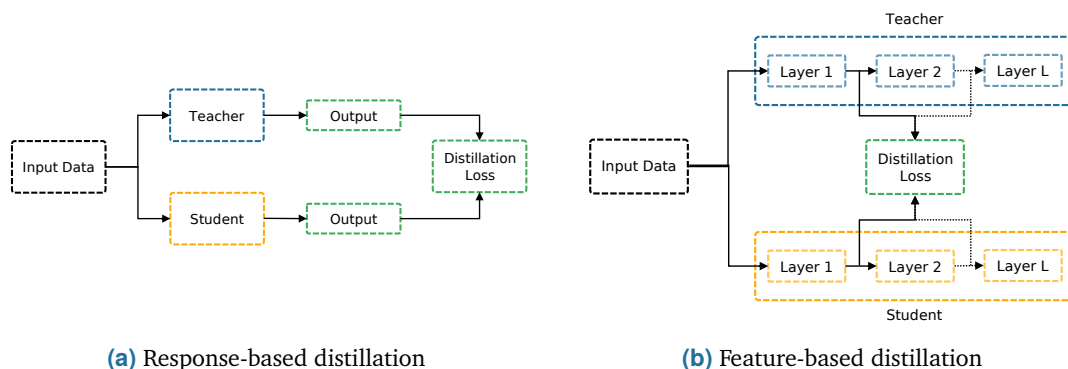 Teacher
Output
Input Data
Distillation
Loss
Student
Output
(a) Response-based distillation
Teacher
Layer 1
Layer 2
Layer L
Input Data
Distillation
Loss
Layer 1
Layer 2
Layer L
Student
(b) Feature-based distillation